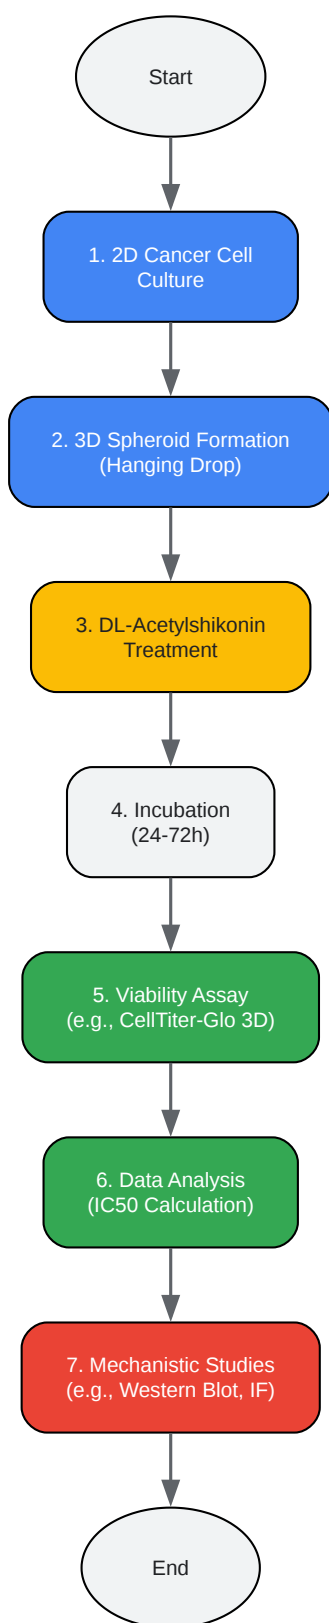 Start
1. 2D Cancer Cell
Culture
2. 3D Spheroid Formation
(Hanging Drop)
3. DL-Acetylshikonin
Treatment
4. Incubation
(24-72h)
5. Viability Assay
(e.g., CellTiter-Glo 3D)
6. Data Analysis
(IC50 Calculation)
7. Mechanistic Studies
(e.g., Western Blot, IF)
End